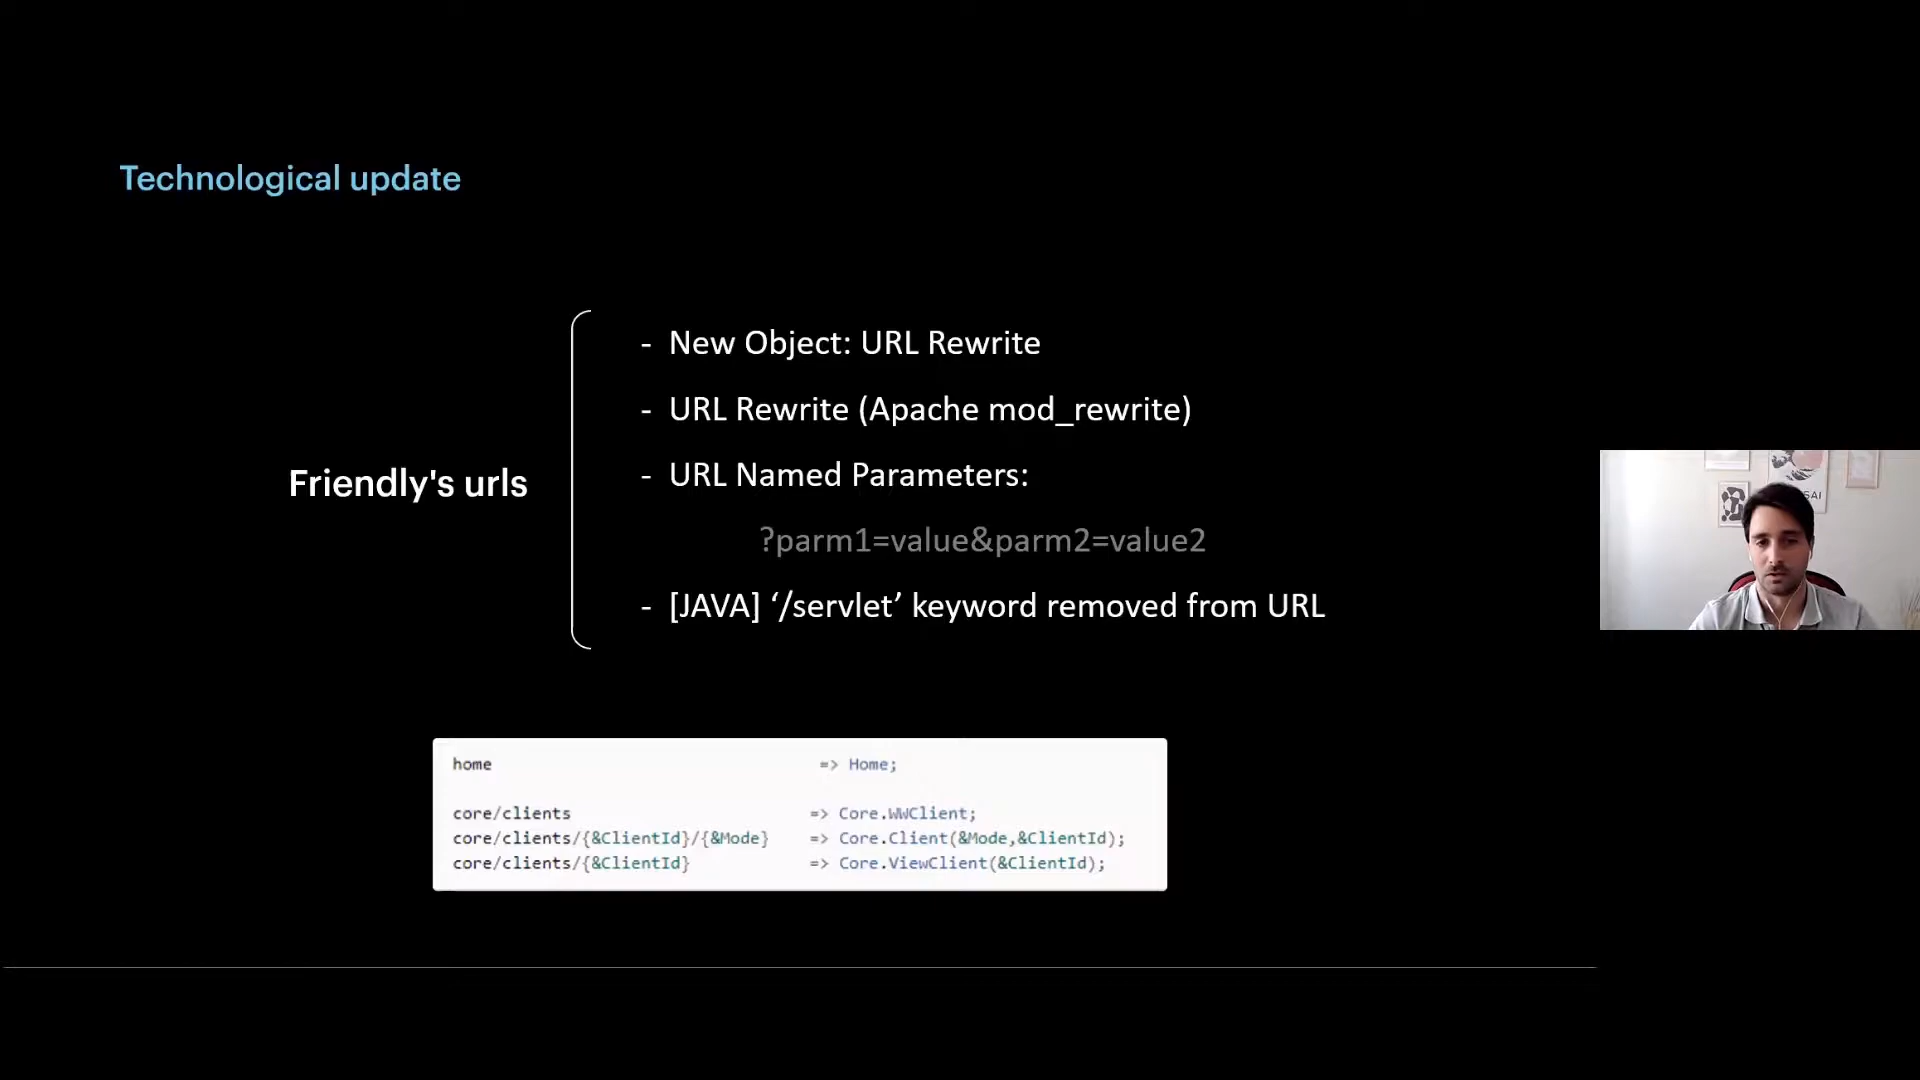 Technological update
Friendly's urls
- New Object: URL Rewrite
- URL Rewrite (Apache mod_rewrite)
- URL Named Parameters:
?parm1=value&parm2=value2
- [JAVA] ‘/servlet’ keyword removed from URL
home => Home;
core/clients => Core.WWClient;
core/clients/{&ClientId}/{&Mode} => Core.Client(&Mode,&ClientId);
core/clients/{&ClientId} => Core.ViewClient(&ClientId);